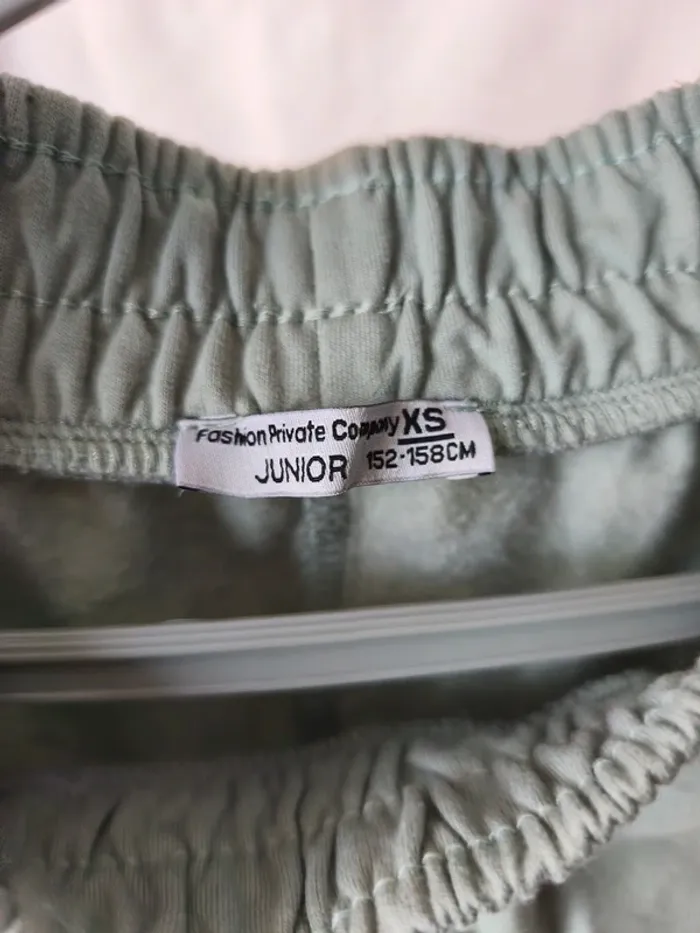 Fashion Private Company XS
JUNIOR 152-158CM